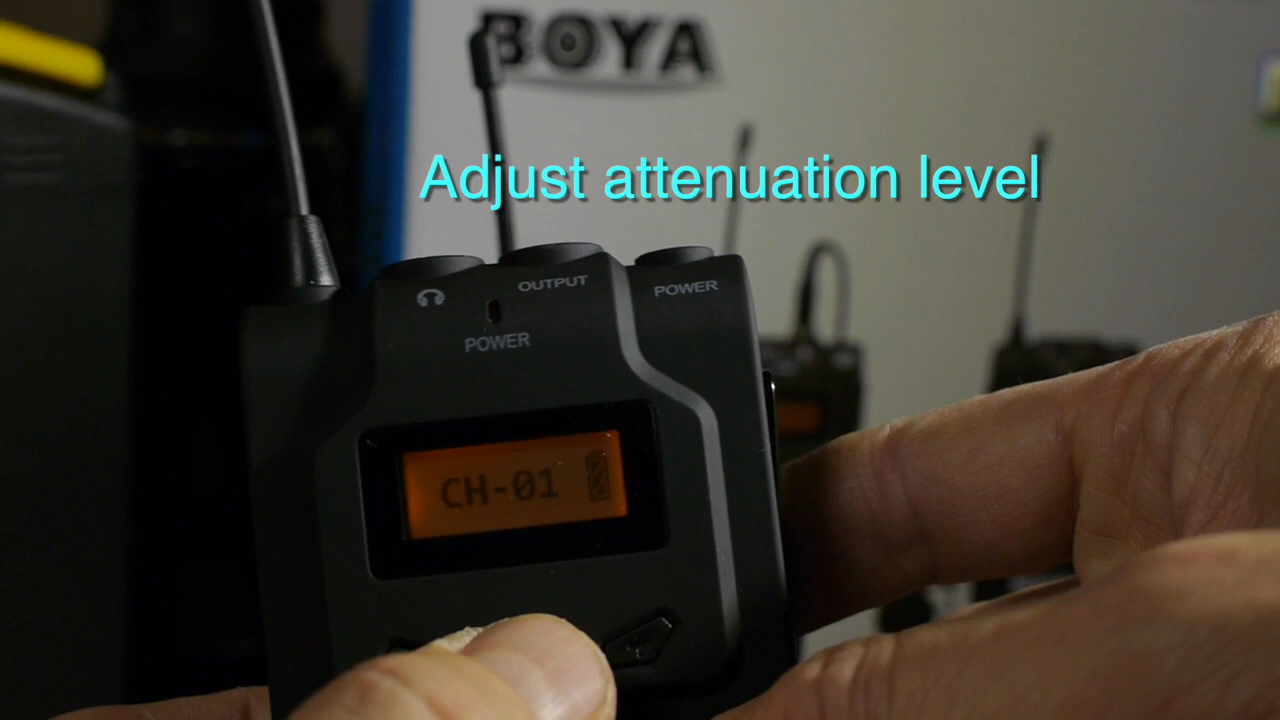 BOYA
Adjust attenuation level
OUTPUT
POWER
POWER
CH-01